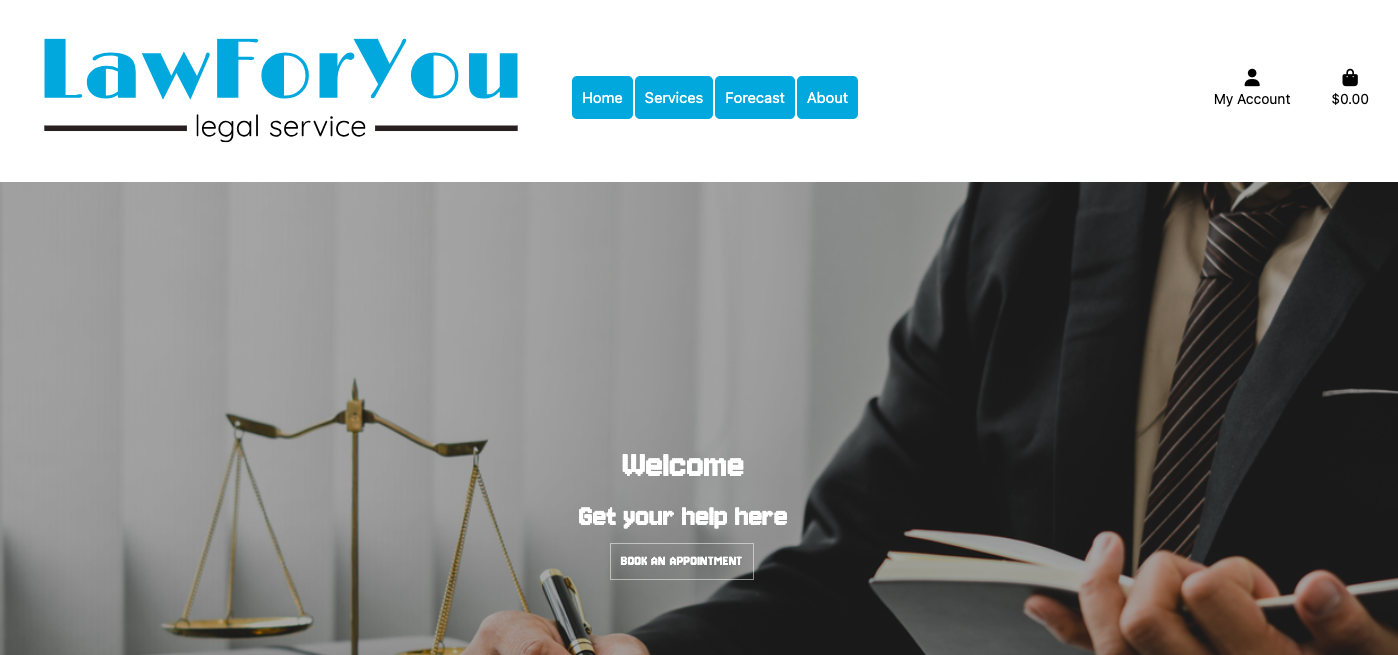 LawForYou
legal service
Home Services Forecast About
My Account $0.00
Welcome
Get your help here
BOOK AN APPOINTMENT